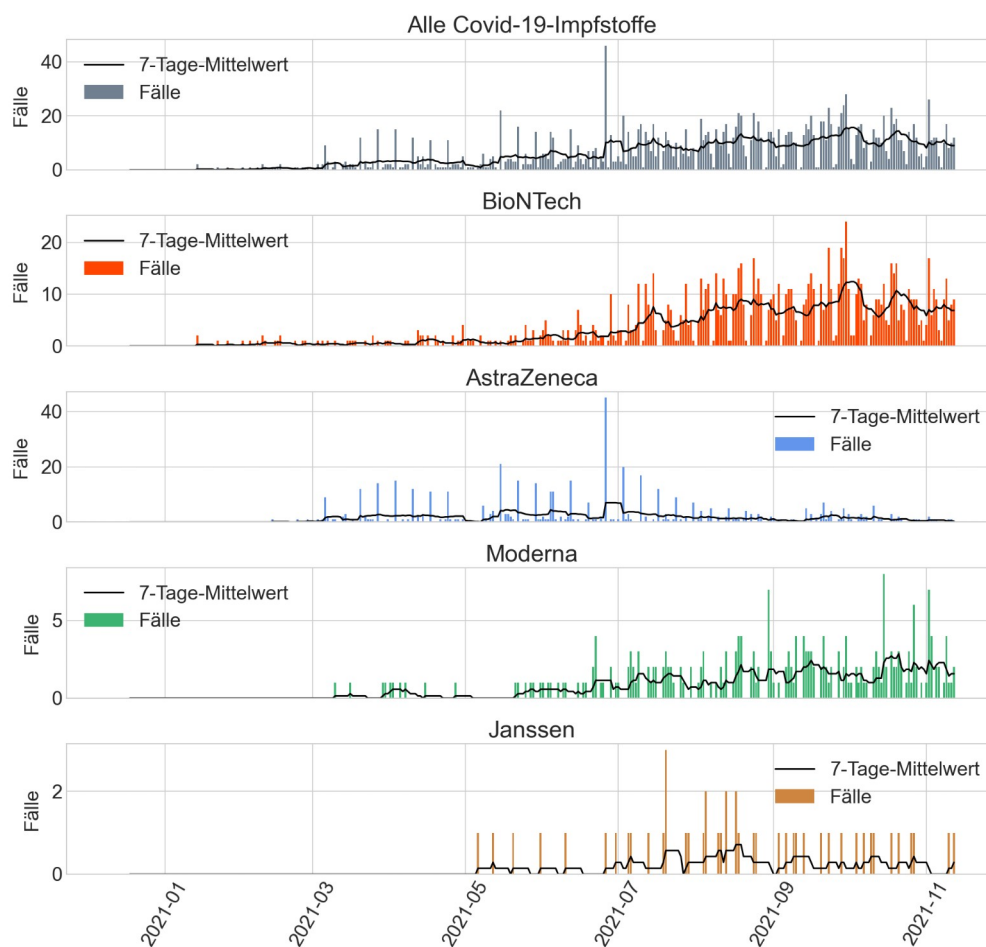 Alle Covid-19-Impfstoffe
Fälle
40
20
0
7-Tage-Mittelwert
Fälle
BioNTech
Fälle
20
10
0
7-Tage-Mittelwert
Fälle
AstraZeneca
Fälle
40
20
0
7-Tage-Mittelwert
Fälle
Moderna
Fälle
5
0
7-Tage-Mittelwert
Fälle
Janssen
Fälle
2
0
7-Tage-Mittelwert
Fälle
2021-01
2021-03
2021-05
2021-07
2021-09
2021-11